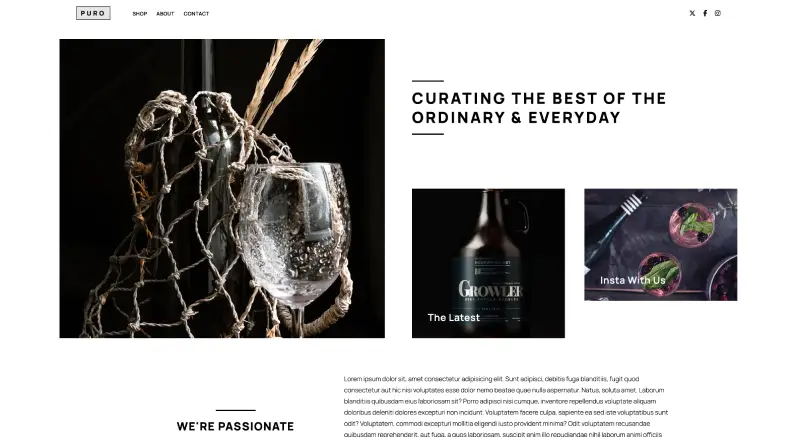 PURO
SHOP ABOUT CONTACT
CURATING THE BEST OF THE
ORDINARY & EVERYDAY
GROWLER
The Latest
Insta With Us
WE'RE PASSIONATE
Lorem ipsum dolor sit, amet consectetur adipisicing elit. Sunt adipisci, debitis fuga blanditiis, fugit quod
consectetur aut hic nisi voluptates esse dolor nemo beatae quae nulla aspernatur. Natus, soluta amet. Laborum
blanditiis quibusdam eius laboriosam sit? Porro adipisci nisi cumque, inventore repellendus voluptate aliquam
doloribus deleniti dolores excepturi non incidunt. Voluptatem facere culpa, sapiente ea sed iste voluptatibus sunt
odit? Voluptatem, commodi excepturi mollitia eligendi iusto provident minima? Odit voluptatem recusandae
quibusdam reprehenderit, aut fuga, a quos laboriosam, suscipit enim illo repudiandae nihil laborum animi officiis